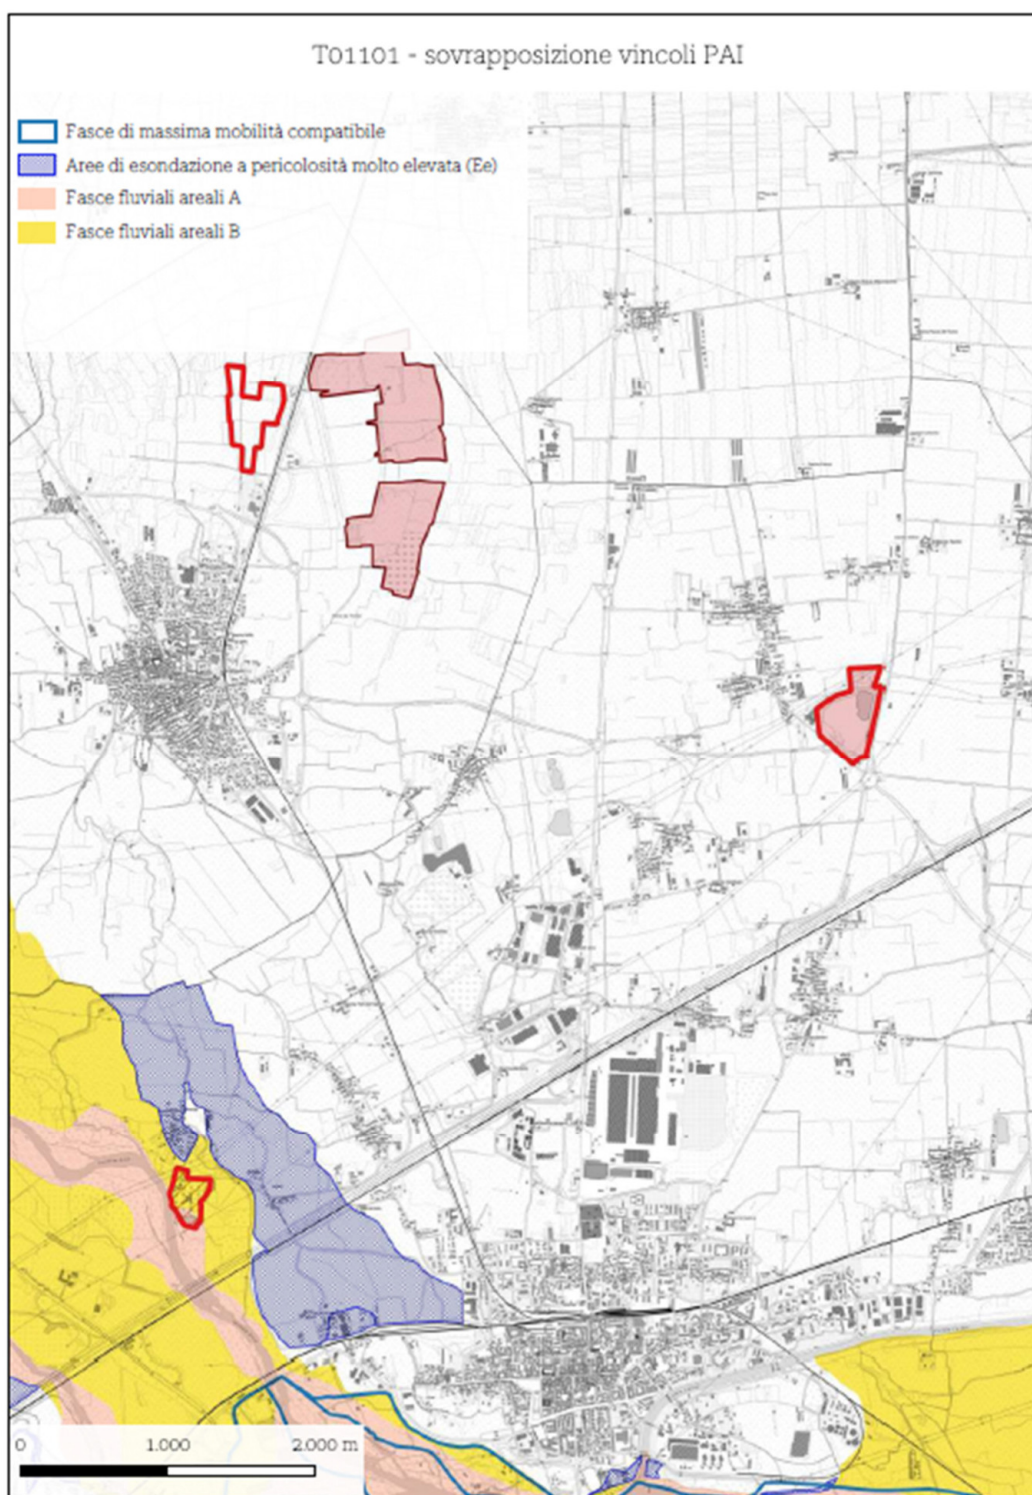 T01101 - sovrapposizione vincoli PAI
Fasce di massima mobilità compatibile
Aree di esondazione a pericolosità molto elevata (Ee)
Fasce fluviali areali A
Fasce fluviali areali B
0 1.000 2.000 m